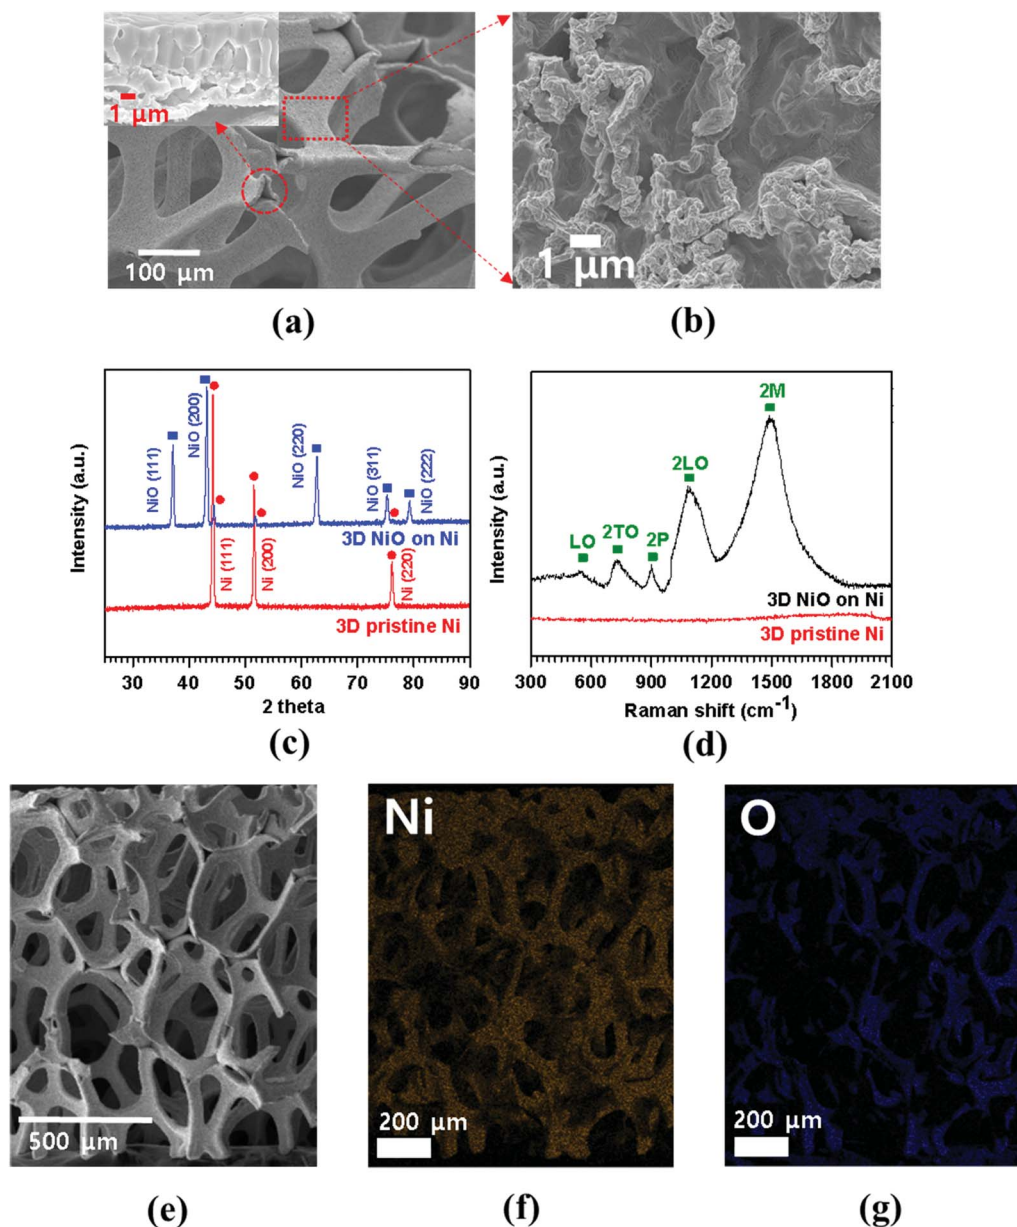 1 μm
100 μm
(a)
1 μm
(b)
Intensity (a.u.)
NiO (111)
NiO (200)
NiO (220)
NiO (311)
NiO (222)
3D NiO on Ni
Ni (111)
Ni (200)
Ni (220)
3D pristine Ni
30 40 50 60 70 80 90
2 theta
(c)
Intensity (a.u.)
LO
2TO
2P
2LO
2M
3D NiO on Ni
3D pristine Ni
300 600 900 1200 1500 1800 2100
Raman shift (cm-1)
(d)
500 μm
(e)
Ni
200 μm
(f)
O
200 μm
(g)